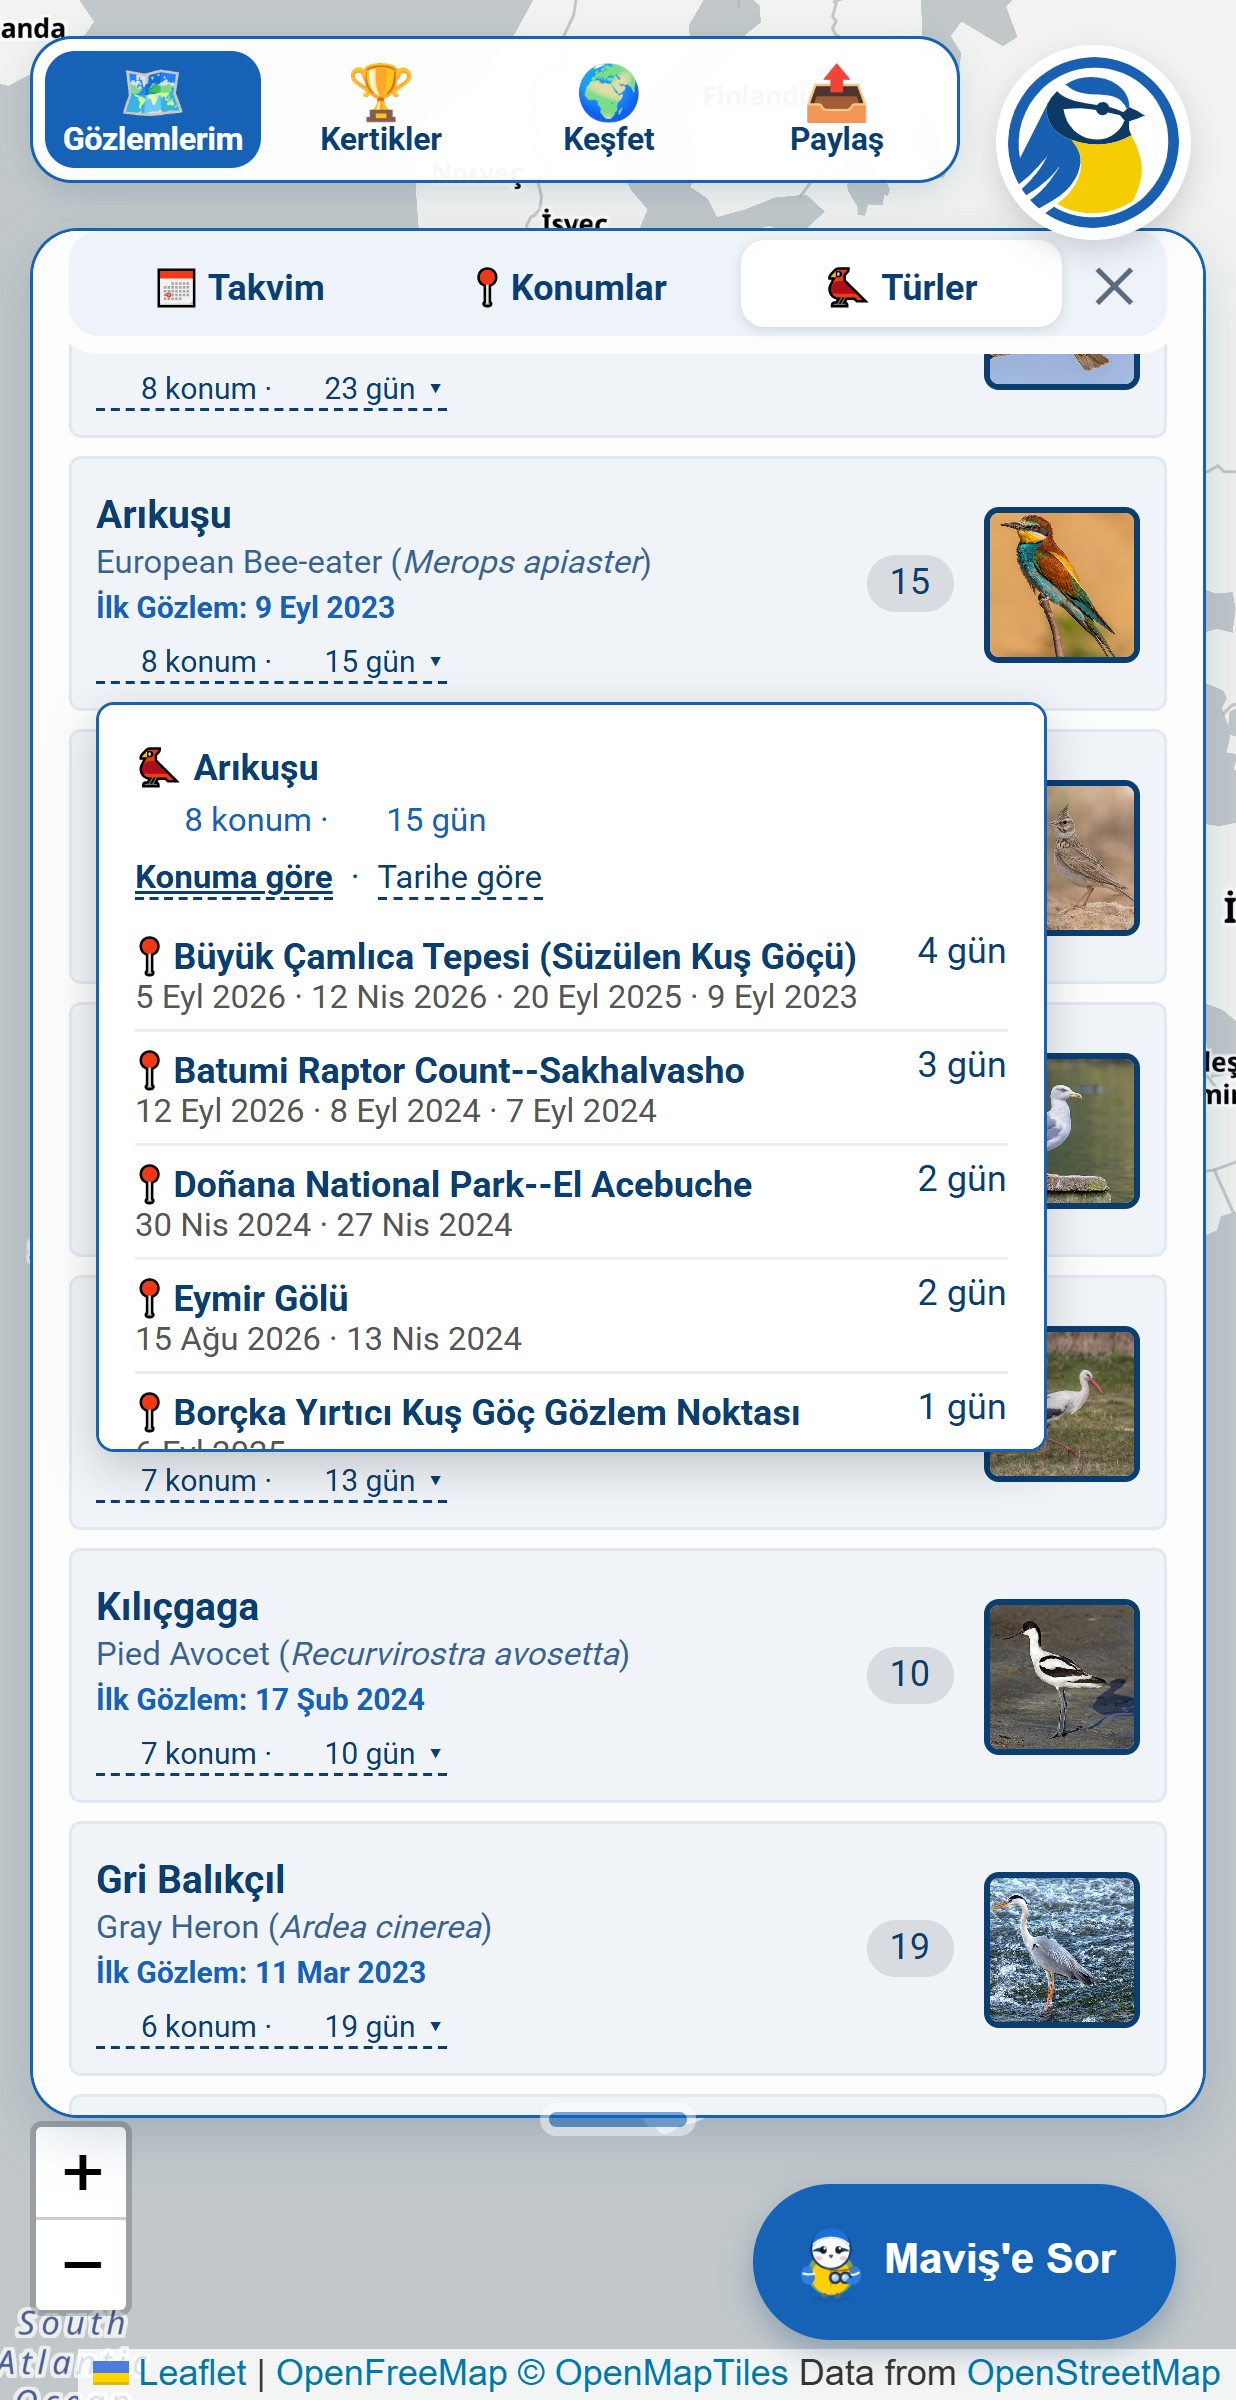 anda
Gözlemlerim
Kertikler
Keşfet
Paylaş
Norveç
İsveç
Takvim
Konumlar
Türler
8 konum · 23 gün ▾
Arıkuşu
European Bee-eater (Merops apiaster)
İlk Gözlem: 9 Eyl 2023
15
8 konum · 15 gün ▾
Arıkuşu
8 konum · 15 gün
Konuma göre · Tarihe göre
Büyük Çamlıca Tepesi (Süzülen Kuş Göçü) 4 gün
5 Eyl 2026 · 12 Nis 2026 · 20 Eyl 2025 · 9 Eyl 2023
Batumi Raptor Count--Sakhalvasho 3 gün
12 Eyl 2026 · 8 Eyl 2024 · 7 Eyl 2024
Doñana National Park--El Acebuche 2 gün
30 Nis 2024 · 27 Nis 2024
Eymir Gölü 2 gün
15 Ağu 2026 · 13 Nis 2024
Borçka Yırtıcı Kuş Göç Gözlem Noktası 1 gün
6 Eyl 2025
7 konum · 13 gün ▾
Kılıçgaga
Pied Avocet (Recurvirostra avosetta)
İlk Gözlem: 17 Şub 2024
10
7 konum · 10 gün ▾
Gri Balıkçıl
Gray Heron (Ardea cinerea)
İlk Gözlem: 11 Mar 2023
19
6 konum · 19 gün ▾
+
−
Maviş'e Sor
South
Leaflet | OpenFreeMap © OpenMapTiles Data from OpenStreetMap